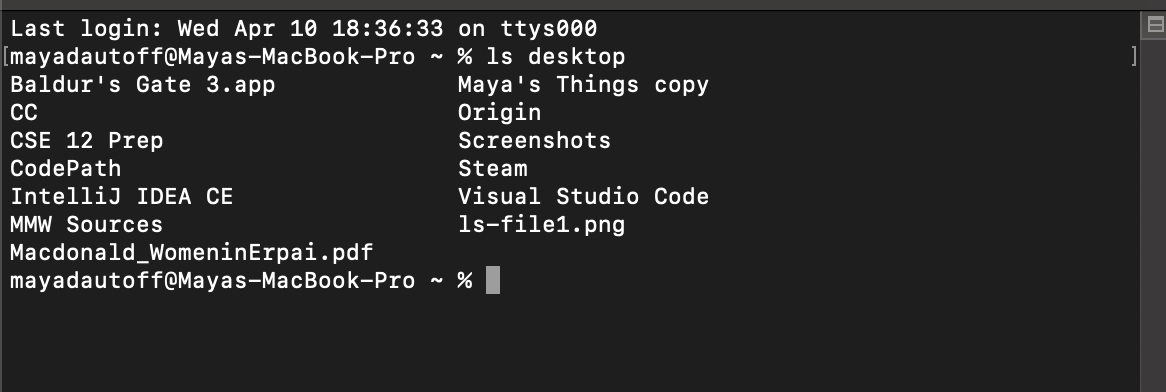 Last login: Wed Apr 10 18:36:33 on ttys000
[mayadautoff@Mayas-MacBook-Pro ~ % ls desktop ]
Baldur's Gate 3.app Maya's Things copy
CC Origin
CSE 12 Prep Screenshots
CodePath Steam
IntelliJ IDEA CE Visual Studio Code
MMW Sources ls-file1.png
Macdonald_WomeninErpai.pdf
mayadautoff@Mayas-MacBook-Pro ~ %